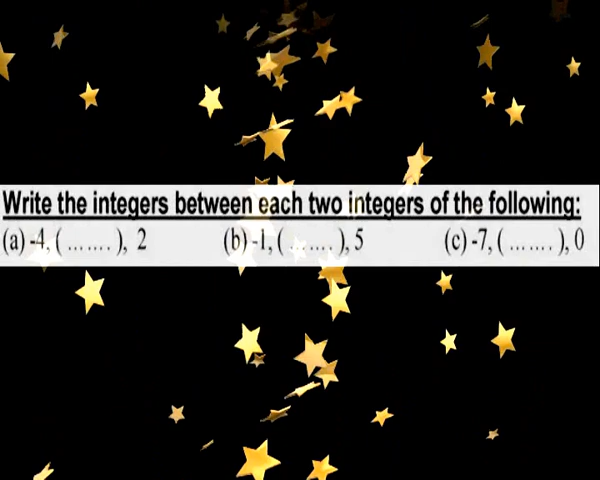 Write the integers between each two integers of the following:
(a) -4, ( ....... ), 2 (b) -1, ( ....... ), 5 (c) -7, ( ....... ), 0